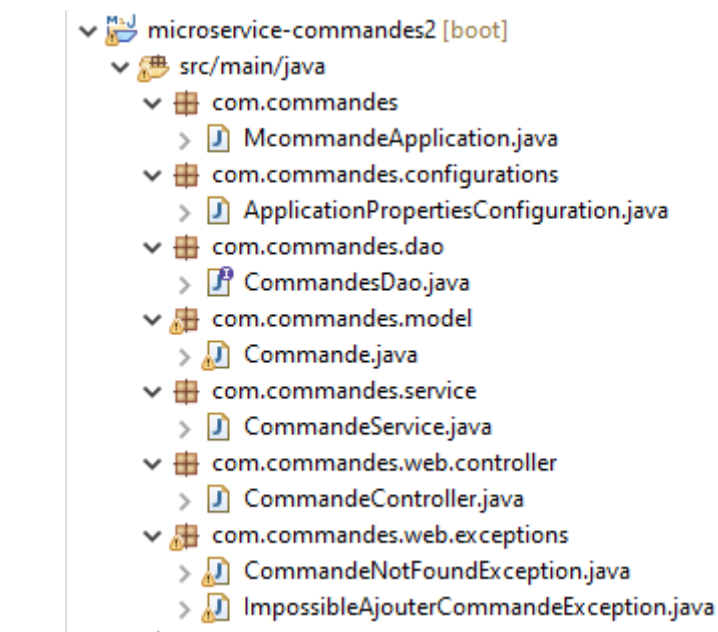 microservice-commandes2 [boot]
src/main/java
com.commandes
McommandeApplication.java
com.commandes.configurations
ApplicationPropertiesConfiguration.java
com.commandes.dao
CommandesDao.java
com.commandes.model
Commande.java
com.commandes.service
CommandeService.java
com.commandes.web.controller
CommandeController.java
com.commandes.web.exceptions
CommandeNotFoundException.java
ImpossibleAjouterCommandeException.java